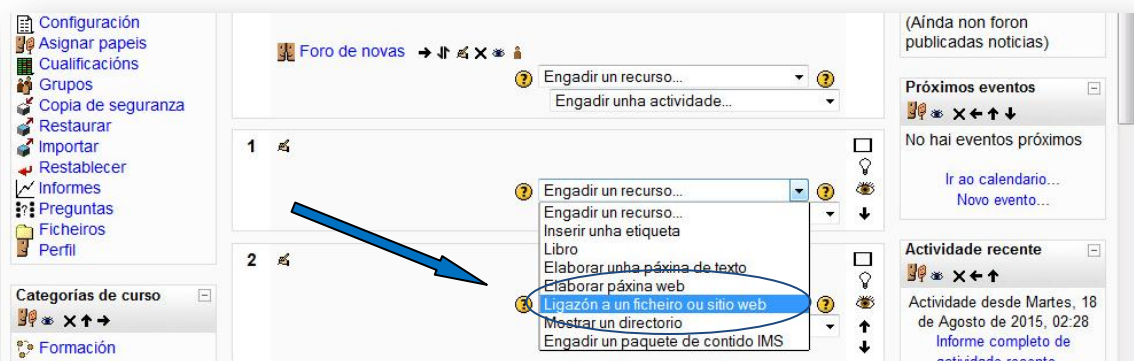 Configuración
Asignar papeis
Cualificacións
Grupos
Copia de seguranza
Restaurar
Importar
Restablecer
Informes
Preguntas
Ficheiros
Perfil
Categorías de curso
Formación
Foro de novas
Engadir un recurso...
Engadir unha actividade...
1
Engadir un recurso...
Engadir un recurso...
Inserir unha etiqueta
Libro
Elaborar unha páxina de texto
Elaborar páxina web
Ligazón a un ficheiro ou sitio web
Mostrar un directorio
Engadir un paquete de contido IMS
2
(Aínda non foron
publicadas noticias)
Próximos eventos
No hai eventos próximos
Ir ao calendario...
Novo evento...
Actividade recente
Actividade desde Martes, 18
de Agosto de 2015, 02:28
Informe completo de
actividade recente